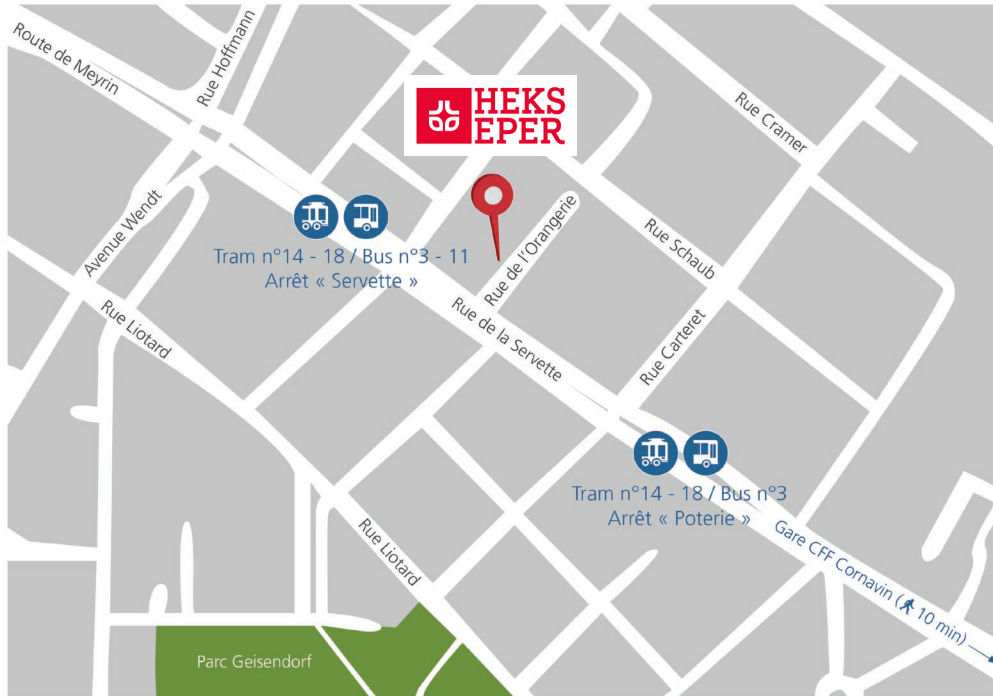 Route de Meyrin
Rue Hoffmann
HEKS
EPER
Rue Cramer
Avenue Wendt
Tram n°14 - 18 / Bus n°3 - 11
Arrêt « Servette »
Rue de l'Orangerie
Rue Schaub
Rue Liotard
Rue de la Servette
Rue Carteret
Tram n°14 - 18 / Bus n°3
Arrêt « Poterie »
Rue Liotard
Gare CFF Cornavin (10 min)
Parc Geisendorf